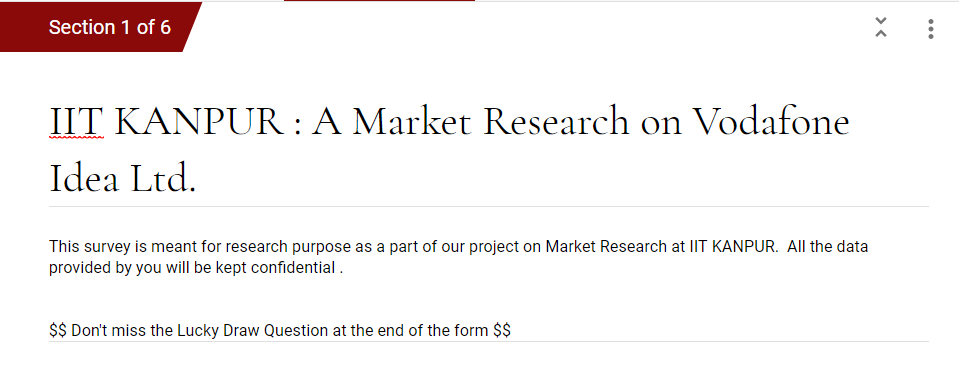 Section 1 of 6
IIT KANPUR : A Market Research on Vodafone
Idea Ltd.
This survey is meant for research purpose as a part of our project on Market Research at IIT KANPUR.  All the data
provided by you will be kept confidential .
$$ Don't miss the Lucky Draw Question at the end of the form $$